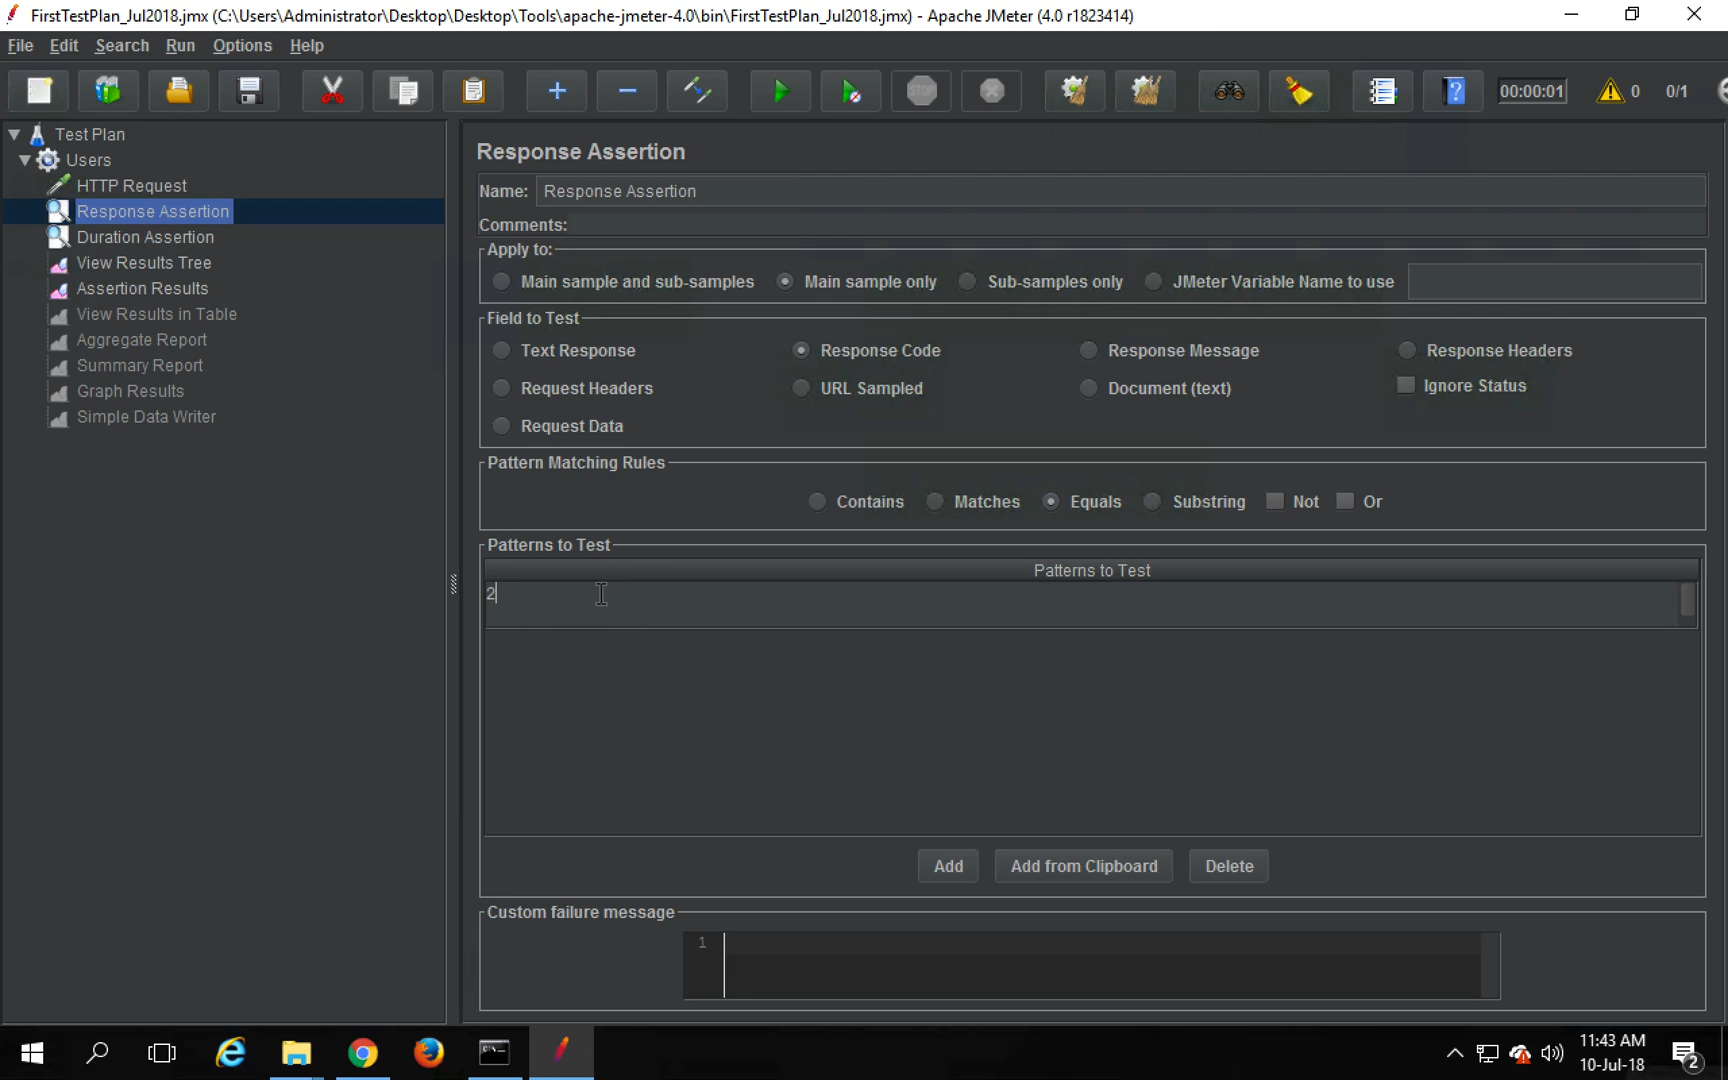 FirstTestPlan_Jul2018.jmx (C:\Users\Administrator\Desktop\Desktop\Tools\apache-jmeter-4.0\bin\FirstTestPlan_Jul2018.jmx) - Apache JMeter (4.0 r1823414)
File Edit Search Run Options Help
STOP 00:00:01 0 0/1
Test Plan
Users
HTTP Request
Response Assertion
Duration Assertion
View Results Tree
Assertion Results
View Results in Table
Aggregate Report
Summary Report
Graph Results
Simple Data Writer
Response Assertion
Name: Response Assertion
Comments:
Apply to:
Main sample and sub-samples Main sample only Sub-samples only JMeter Variable Name to use
Field to Test
Text Response Response Code Response Message Response Headers
Request Headers URL Sampled Document (text) Ignore Status
Request Data
Pattern Matching Rules
Contains Matches Equals Substring Not Or
Patterns to Test
Patterns to Test
2
Add Add from Clipboard Delete
Custom failure message
1
11:43 AM
10-Jul-18
2